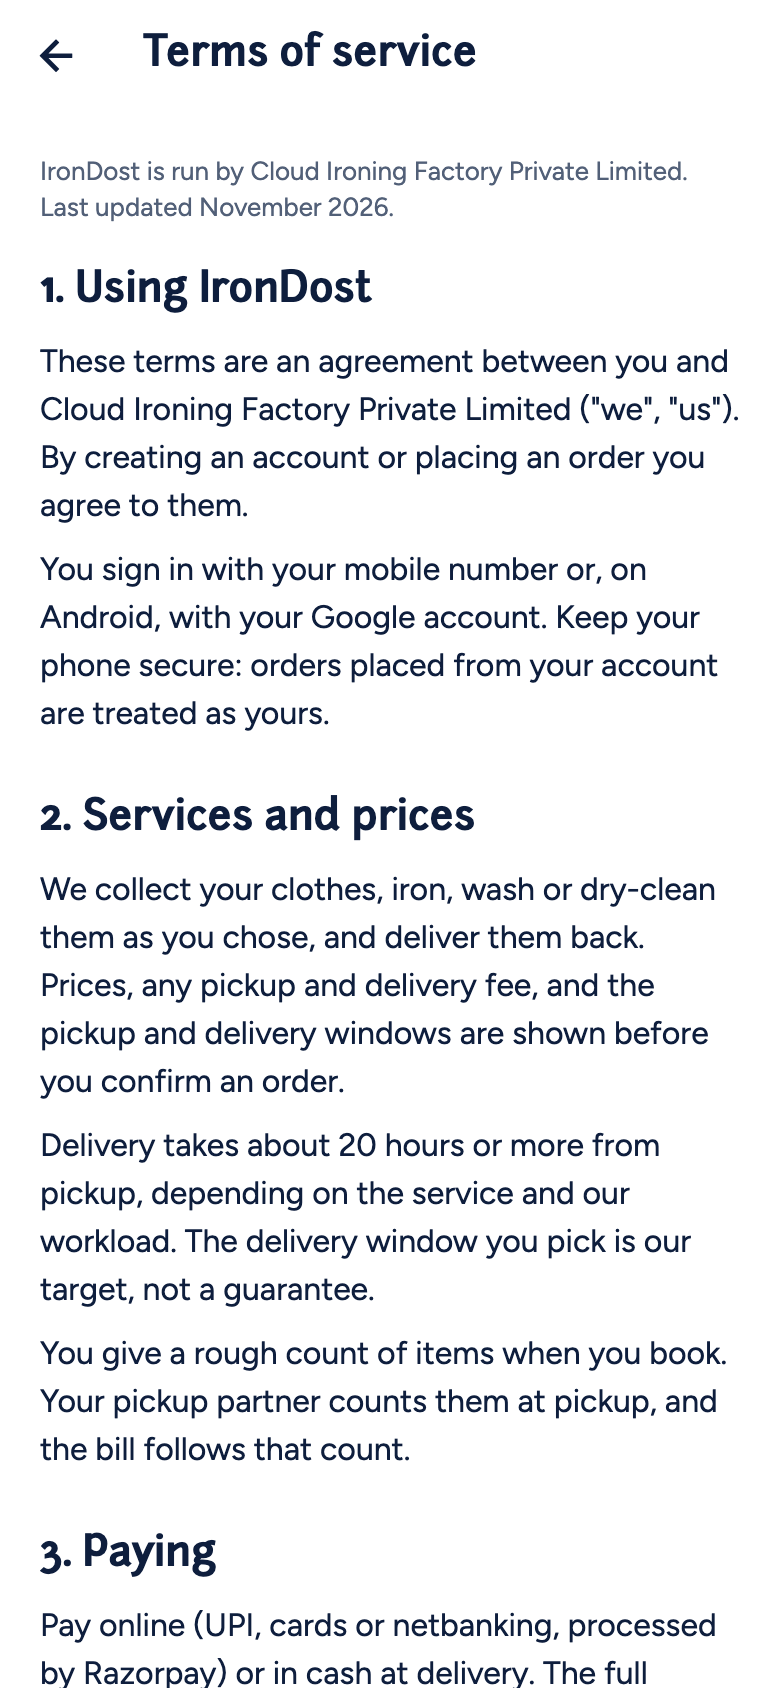 Terms of service
IronDost is run by Cloud Ironing Factory Private Limited.
Last updated November 2026.
1. Using IronDost
These terms are an agreement between you and
Cloud Ironing Factory Private Limited ("we", "us").
By creating an account or placing an order you
agree to them.
You sign in with your mobile number or, on
Android, with your Google account. Keep your
phone secure: orders placed from your account
are treated as yours.
2. Services and prices
We collect your clothes, iron, wash or dry-clean
them as you chose, and deliver them back.
Prices, any pickup and delivery fee, and the
pickup and delivery windows are shown before
you confirm an order.
Delivery takes about 20 hours or more from
pickup, depending on the service and our
workload. The delivery window you pick is our
target, not a guarantee.
You give a rough count of items when you book.
Your pickup partner counts them at pickup, and
the bill follows that count.
3. Paying
Pay online (UPI, cards or netbanking, processed
by Razorpay) or in cash at delivery. The full